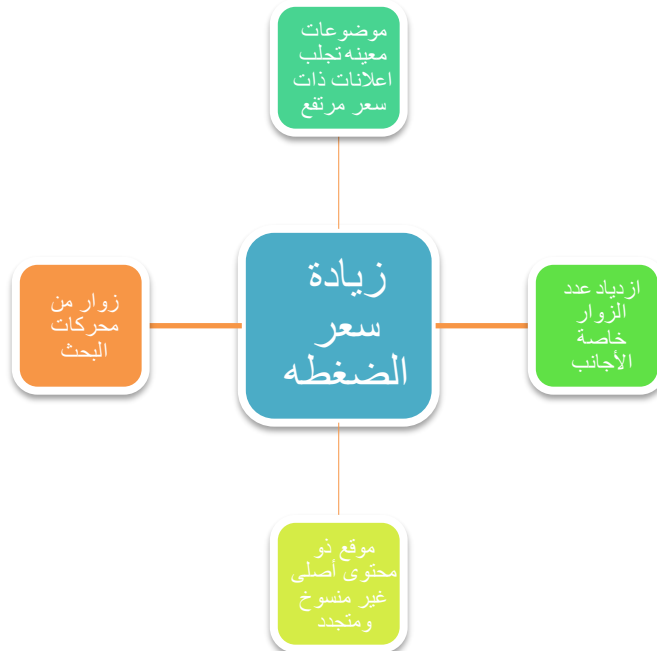 موضوعات
معينه تجلب
اعلانات ذات
سعر مرتفع
زيادة
سعر
الضغطه
ازدياد عدد
الزوار
خاصة
الأجانب
زوار من
محركات
البحث
موقع ذو
محتوى أصلى
غير منسوخ
ومتجدد